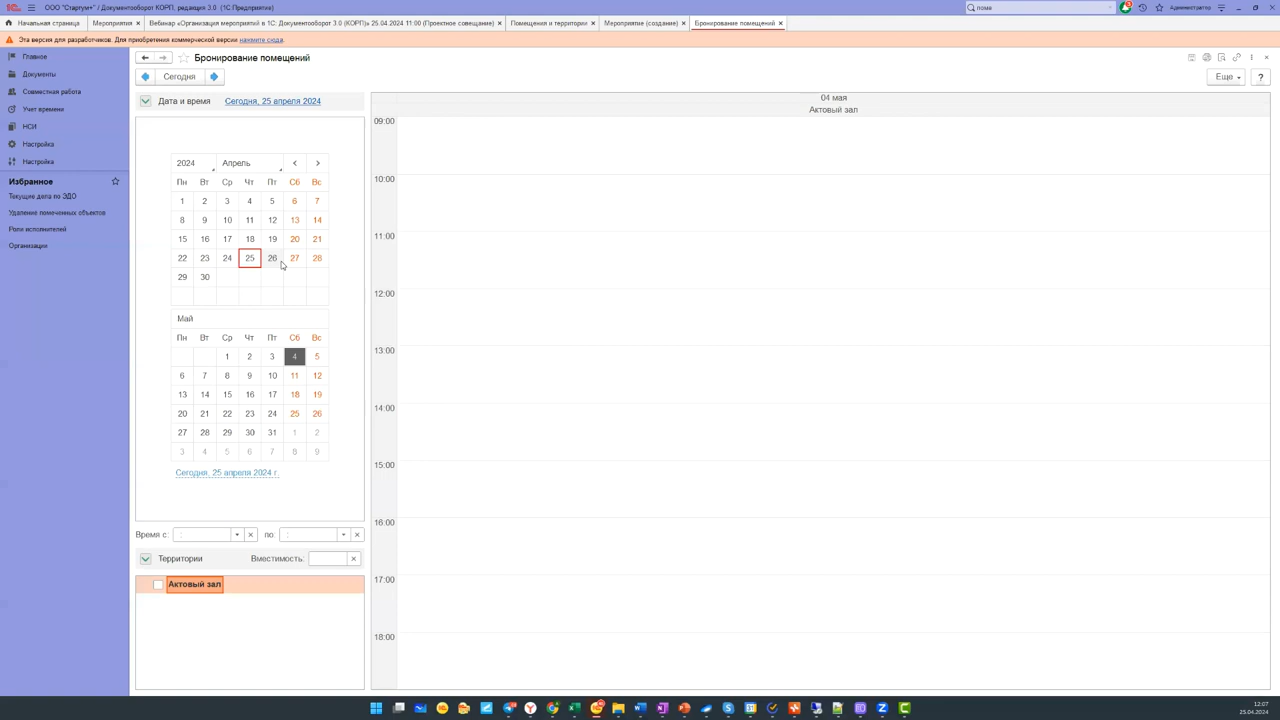 ООО "Стартум+" / Документооборот КОРП, редакция 3.0 (1С:Предприятие)
пома
Администратор
Начальная страница
Мероприятия ×
Вебинар «Организация мероприятий в 1С: Документооборот 3.0 (КОРП)» 25.04.2024 11:00 (Проектное совещание) ×
Помещения и территории ×
Мероприятие (создание) ×
Бронирование помещений ×
Эта версия для разработчиков. Для приобретения коммерческой версии нажмите сюда.
Главное
Документы
Совместная работа
Учет времени
НСИ
Настройка
Настройка
Избранное
Текущие дела по ЭДО
Удаление помеченных объектов
Роли исполнителей
Организации
Бронирование помещений
Сегодня
Еще
?
Дата и время Сегодня, 25 апреля 2024
2024 Апрель
Пн Вт Ср Чт Пт Сб Вс
1 2 3 4 5 6 7
8 9 10 11 12 13 14
15 16 17 18 19 20 21
22 23 24 25 26 27 28
29 30
Май
Пн Вт Ср Чт Пт Сб Вс
1 2 3 4 5
6 7 8 9 10 11 12
13 14 15 16 17 18 19
20 21 22 23 24 25 26
27 28 29 30 31 1 2
3 4 5 6 7 8 9
Сегодня, 25 апреля 2024 г.
Время с: : по: :
Территории Вместимость:
Актовый зал
04 мая
Актовый зал
09:00
10:00
11:00
12:00
13:00
14:00
15:00
16:00
17:00
18:00
12:07
25.04.2024